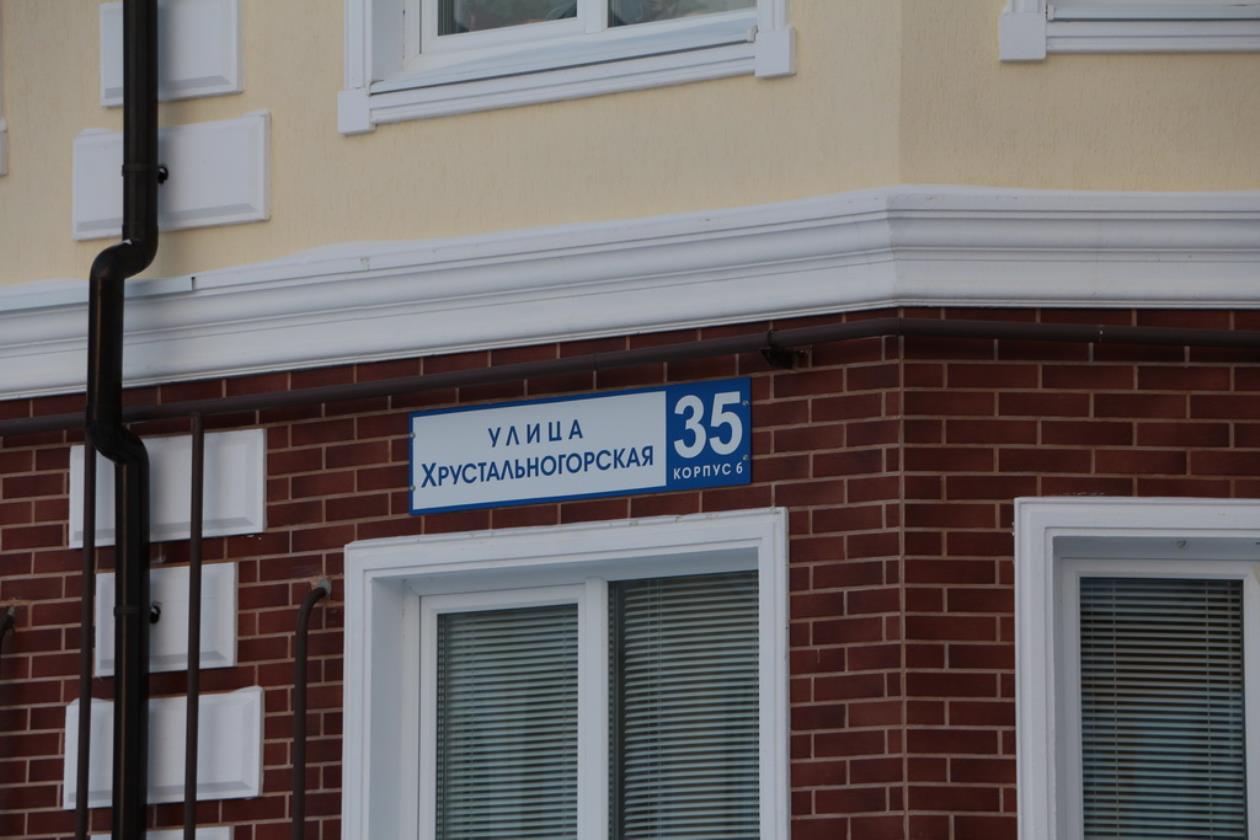 УЛИЦА
ХРУСТАЛЬНОГОРСКАЯ
35
КОРПУС 6